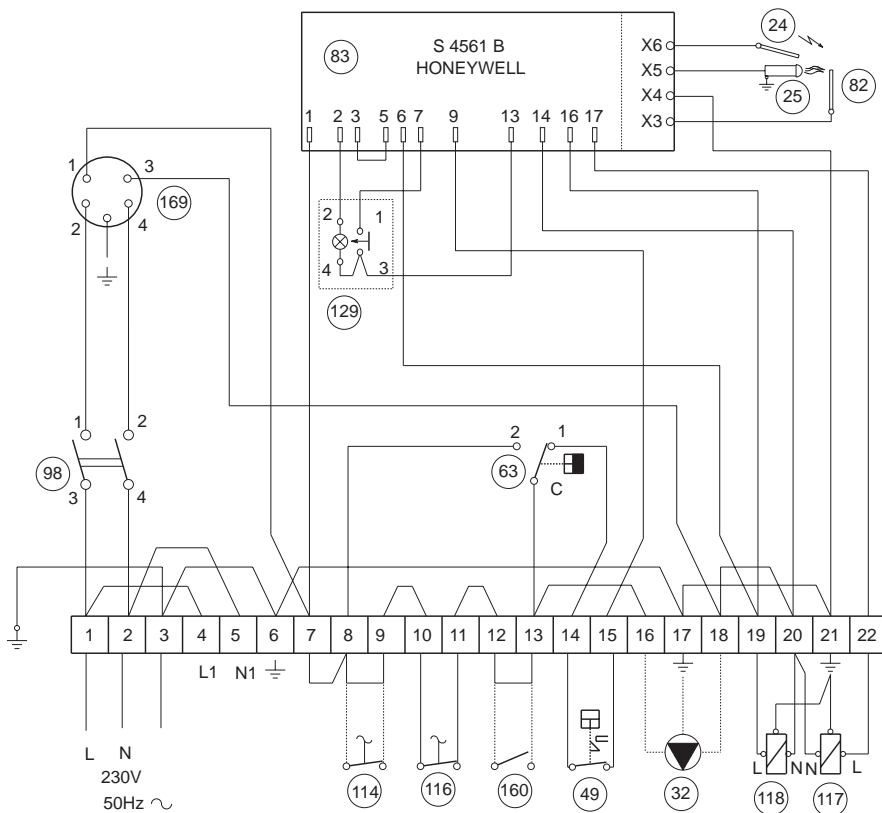 S 4561 B
HONEYWELL
83
X6
X5
X4
X3
24
25
82
1 2 3 5 6 7 9 13 14 16 17
1 3
2 4
169
2 1
4 3
129
1 2
98
3 4
2 1
63
C
1 2 3 4 5 6 7 8 9 10 11 12 13 14 15 16 17 18 19 20 21 22
L1 N1
L N
230V
50Hz
114 116 160 49 32
L N N L
118 117